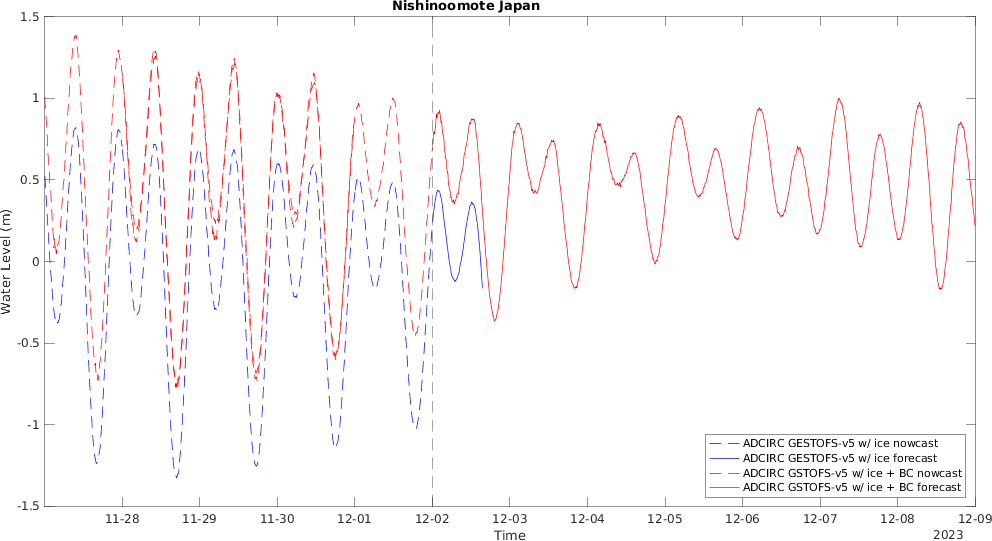 Nishinoomote Japan
1.5
1
0.5
0
-0.5
-1
-1.5
Water Level (m)
11-28 11-29 11-30 12-01 12-02 12-03 12-04 12-05 12-06 12-07 12-08 12-09
Time
2023
ADCIRC GESTOFS-v5 w/ ice nowcast
ADCIRC GESTOFS-v5 w/ ice forecast
ADCIRC GSTOFS-v5 w/ ice + BC nowcast
ADCIRC GSTOFS-v5 w/ ice + BC forecast